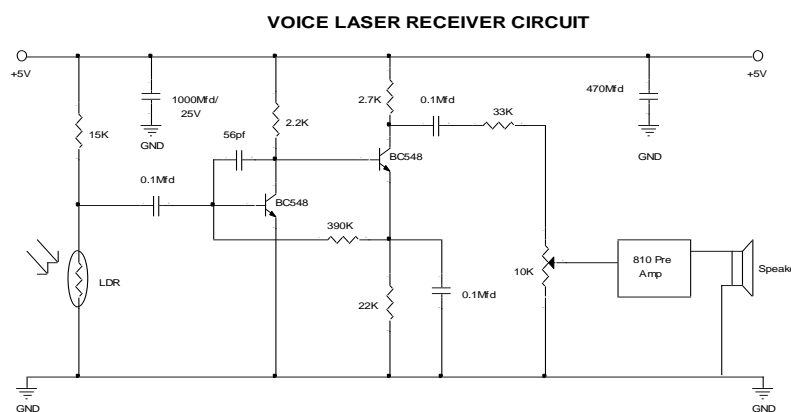 VOICE LASER RECEIVER CIRCUIT
+5V
+5V
1000Mfd/
25V
GND
15K
2.2K
2.7K
0.1Mfd
33K
470Mfd
GND
56pf
BC548
0.1Mfd
BC548
390K
LDR
22K
0.1Mfd
10K
810 Pre
Amp
Speake
GND
GND